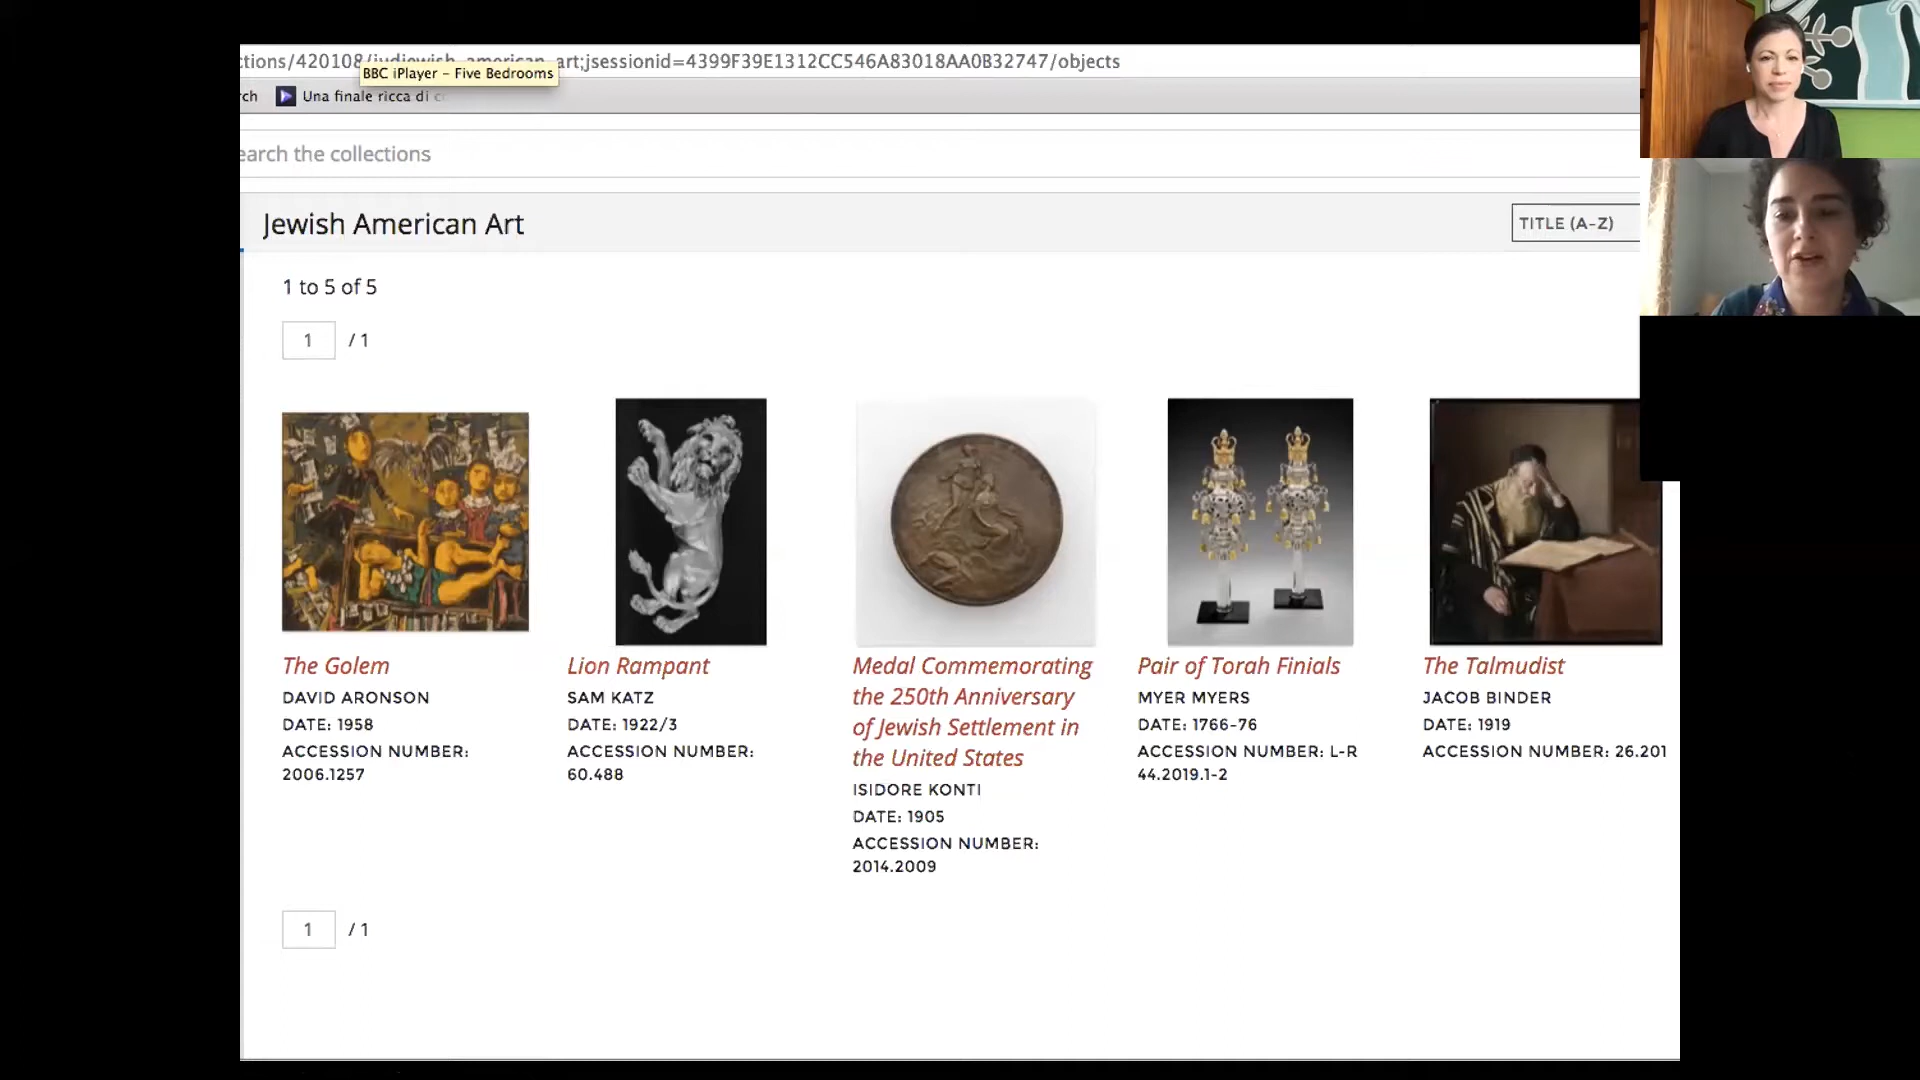 ctions/420108/judjewish_american_art;jsessionid=4399F39E1312CC546A83018AA0B32747/objects
BBC iPlayer - Five Bedrooms
rch Una finale ricca di c
earch the collections
Jewish American Art
TITLE (A-Z)
1 to 5 of 5
1 / 1
The Golem
DAVID ARONSON
DATE: 1958
ACCESSION NUMBER:
2006.1257
Lion Rampant
SAM KATZ
DATE: 1922/3
ACCESSION NUMBER:
60.488
Medal Commemorating
the 250th Anniversary
of Jewish Settlement in
the United States
ISIDORE KONTI
DATE: 1905
ACCESSION NUMBER:
2014.2009
Pair of Torah Finials
MYER MYERS
DATE: 1766-76
ACCESSION NUMBER: L-R
44.2019.1-2
The Talmudist
JACOB BINDER
DATE: 1919
ACCESSION NUMBER: 26.201
1 / 1